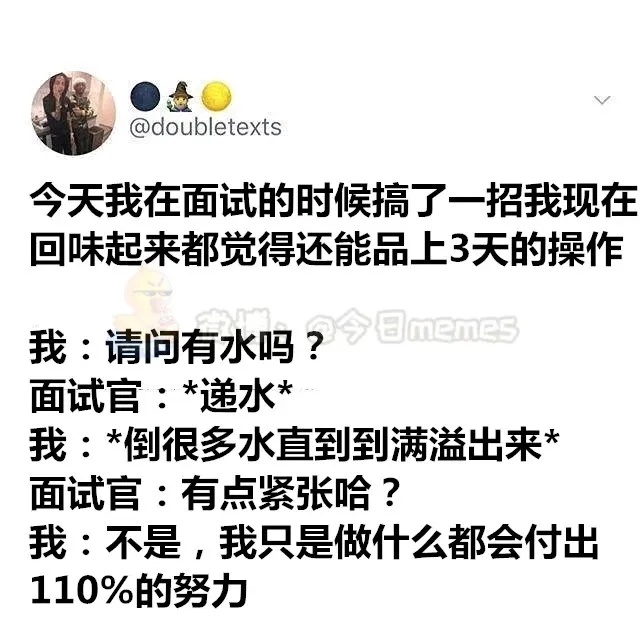 @doubletexts
今天我在面试的时候搞了一招我现在
回味起来都觉得还能品上3天的操作
微博：@今日memes
我：请问有水吗？
面试官：*递水*
我：*倒很多水直到到满溢出来*
面试官：有点紧张哈？
我：不是，我只是做什么都会付出
110%的努力